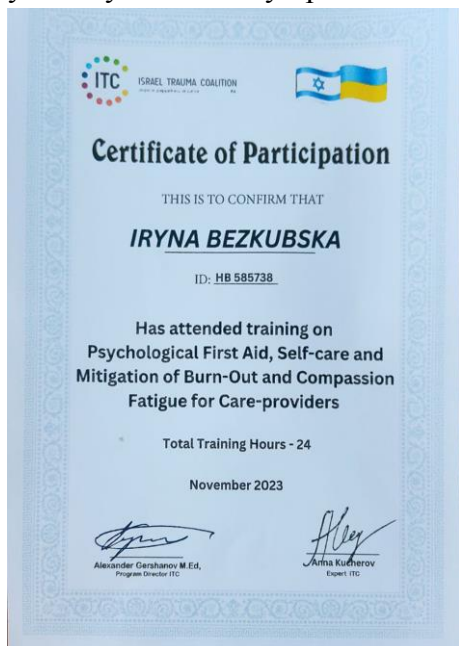 ITC
ISRAEL TRAUMA COALITION
Certificate of Participation
THIS IS TO CONFIRM THAT
IRYNA BEZKUBSKA
ID: HB 585738
Has attended training on
Psychological First Aid, Self-care and
Mitigation of Burn-Out and Compassion
Fatigue for Care-providers
Total Training Hours - 24
November 2023
Alexander Gershanov M.Ed,
Program Director ITC
Anna Kucherov
Expert ITC